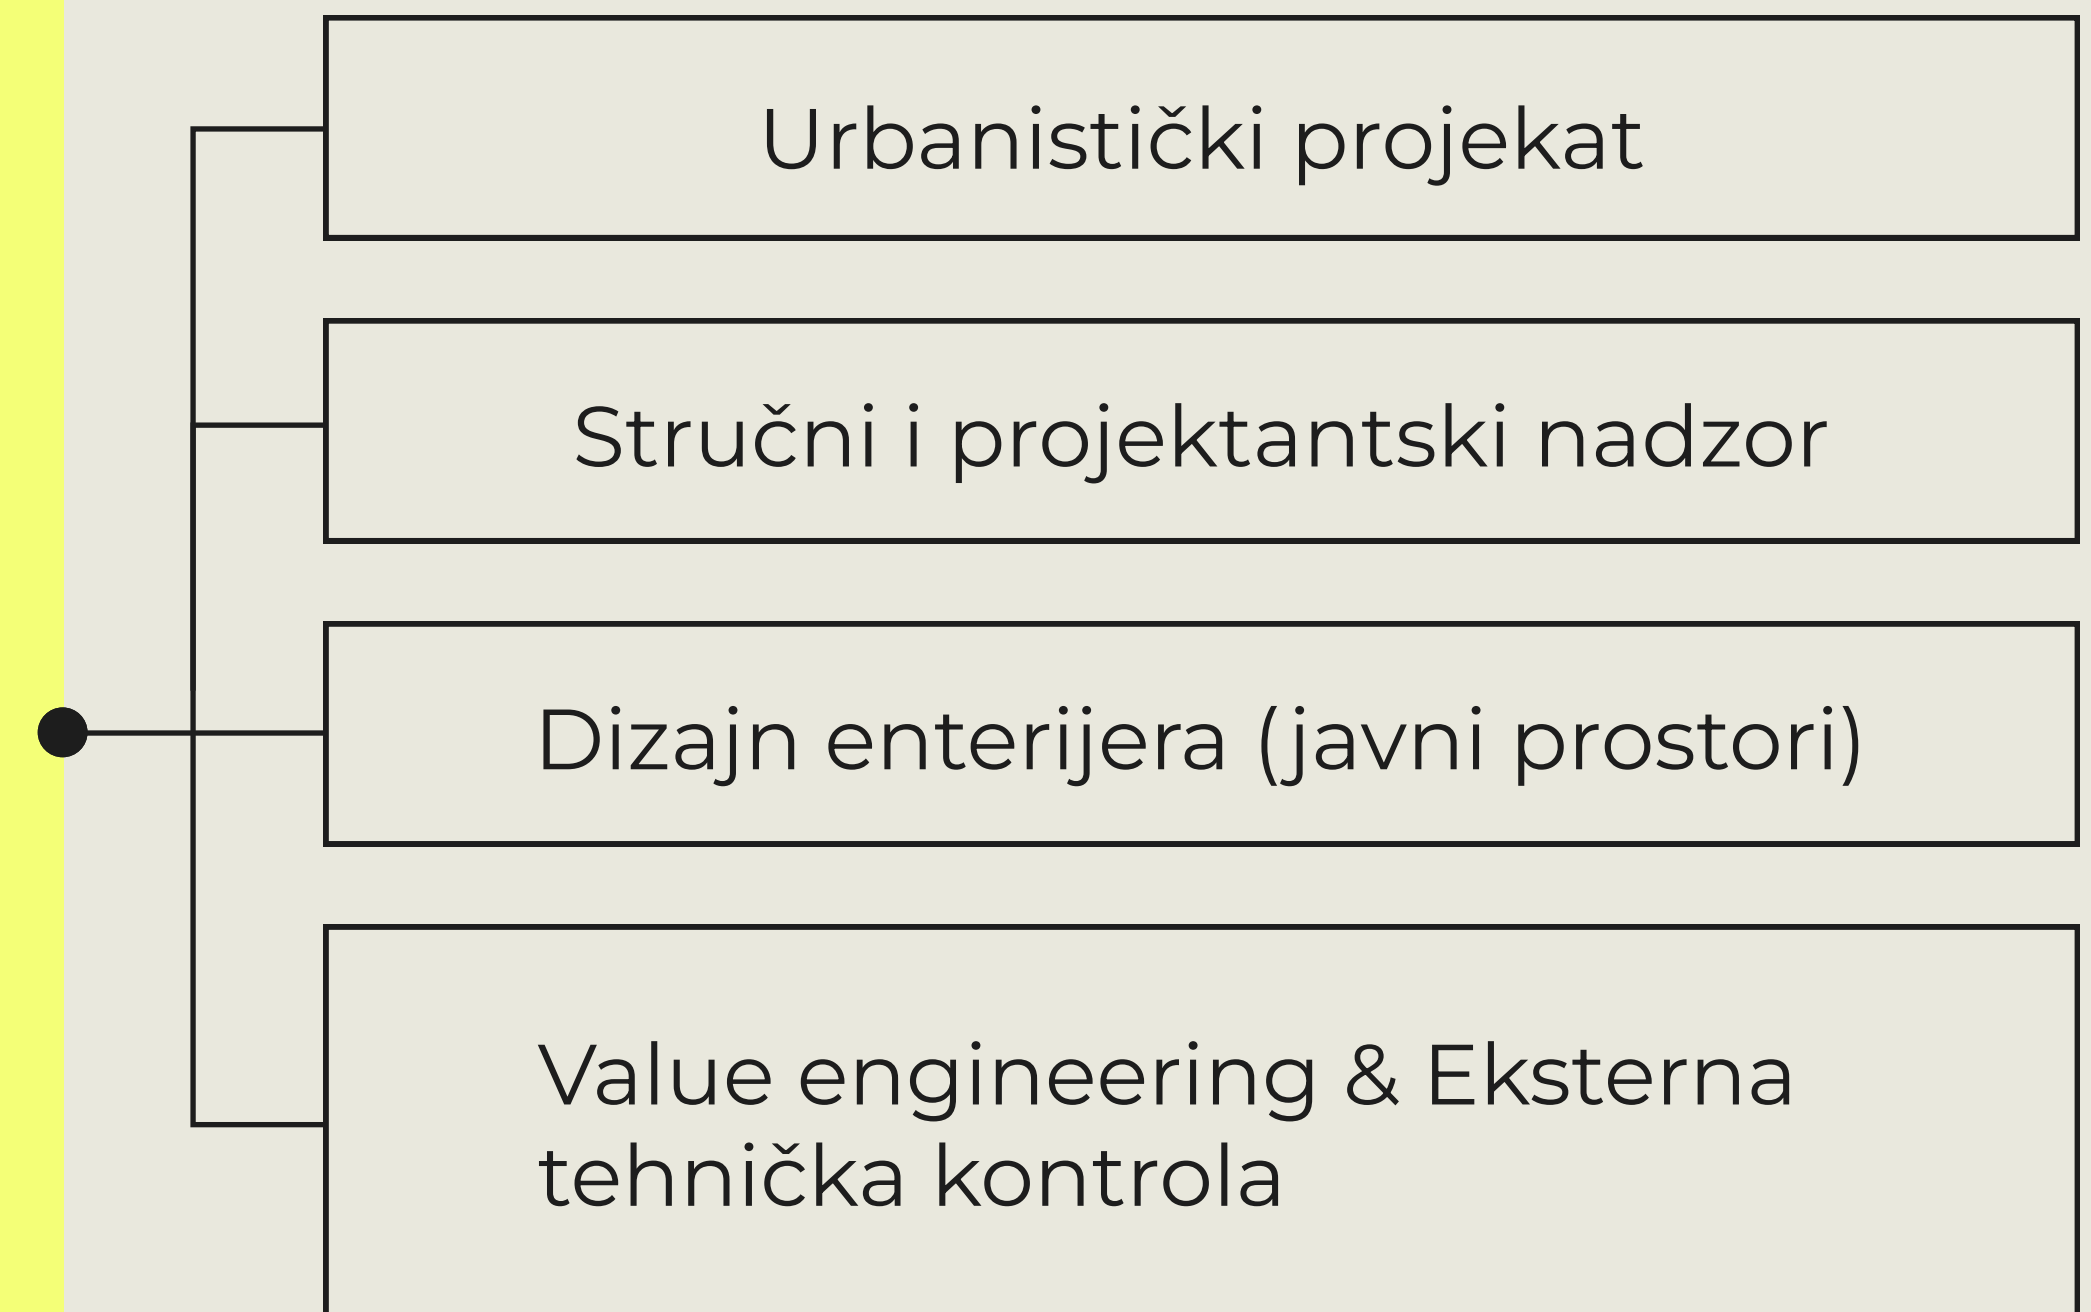 Urbanistički projekat
Stručni i projektantski nadzor
Dizajn enterijera (javni prostori)
Value engineering & Eksterna
tehnička kontrola